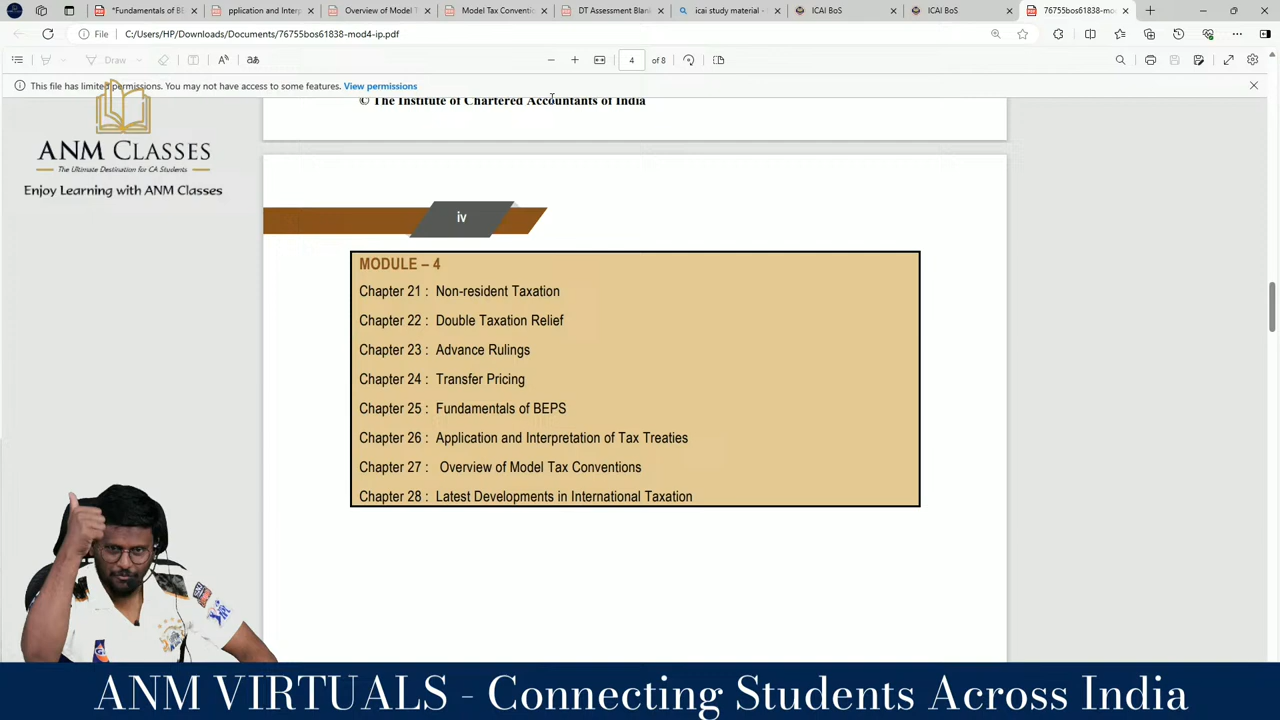 *Fundamentals of BE
pplication and Interp
Overview of Model T
Model Tax Conventic
DT Assessment Blan
icai study material -
ICAI BoS
ICAI BoS
76755bos61838-mo
File
C:/Users/HP/Downloads/Documents/76755bos61838-mod4-ip.pdf
Draw
4
of 8
This file has limited permissions. You may not have access to some features. View permissions
© The Institute of Chartered Accountants of India
ANM CLASSES
The Ultimate Destination for CA Students
Enjoy Learning with ANM Classes
iv
MODULE – 4
Chapter 21 : Non-resident Taxation
Chapter 22 : Double Taxation Relief
Chapter 23 : Advance Rulings
Chapter 24 : Transfer Pricing
Chapter 25 : Fundamentals of BEPS
Chapter 26 : Application and Interpretation of Tax Treaties
Chapter 27 : Overview of Model Tax Conventions
Chapter 28 : Latest Developments in International Taxation
ANM VIRTUALS - Connecting Students Across India